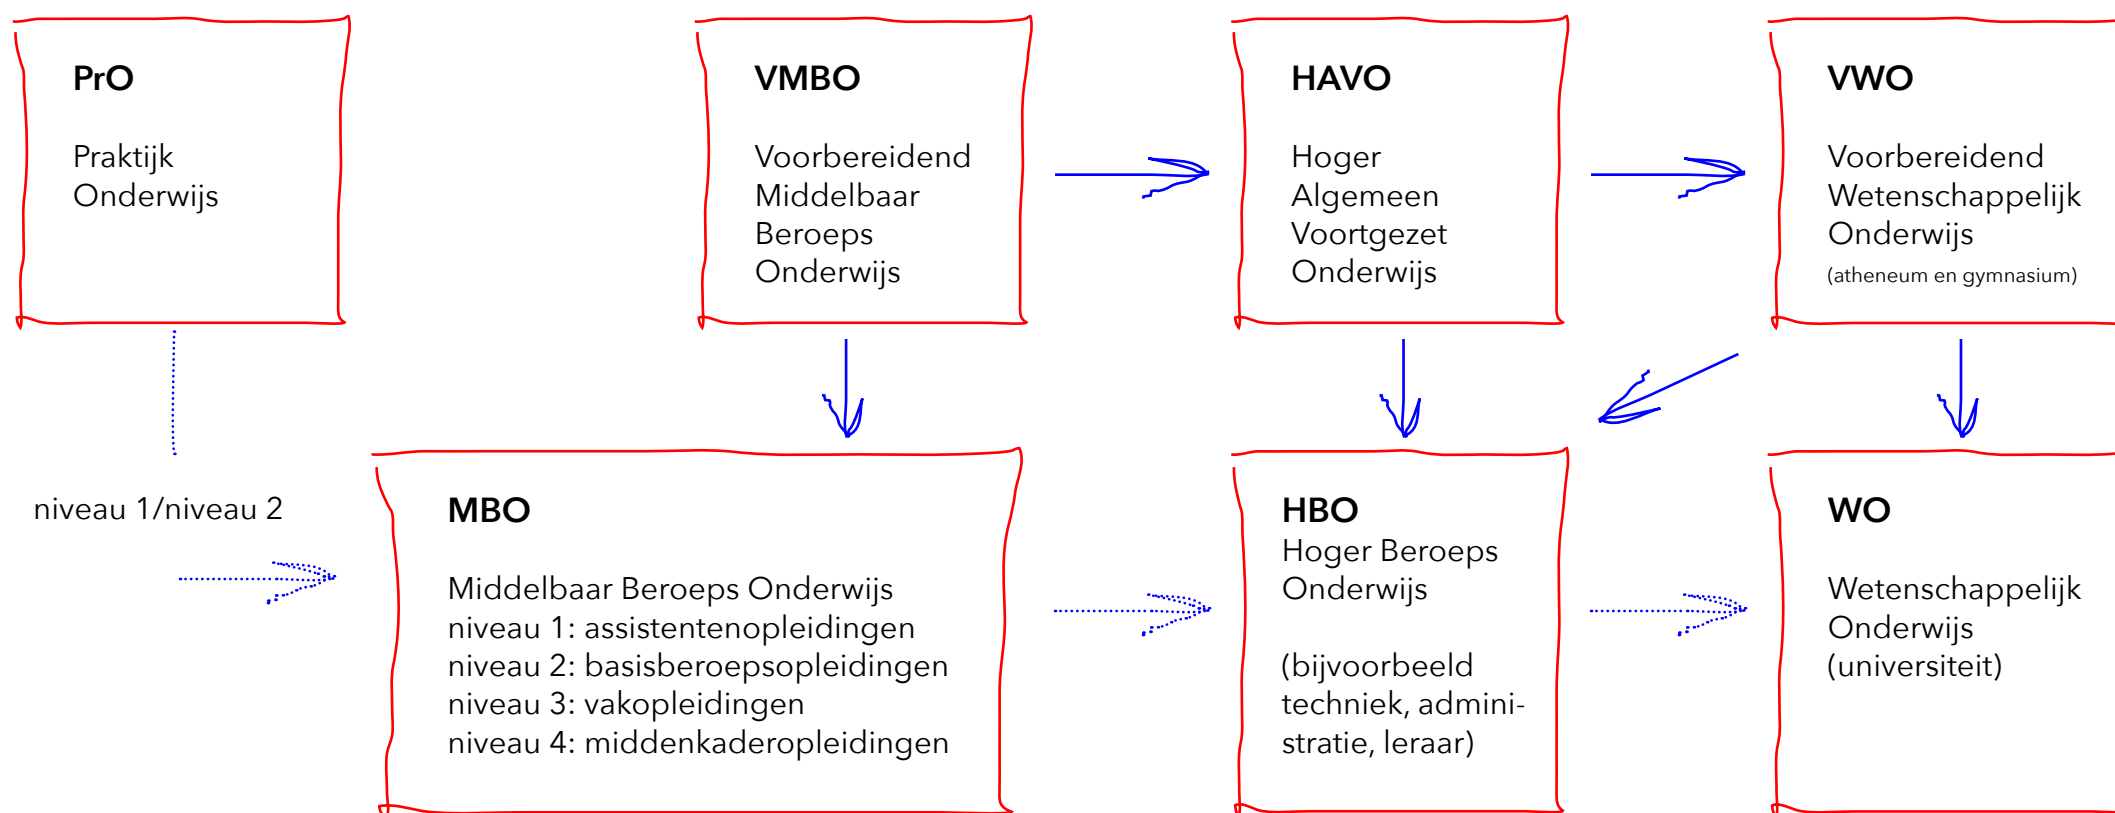 PrO
Praktijk
Onderwijs
VMBO
Voorbereidend
Middelbaar
Beroeps
Onderwijs
HAVO
Hoger
Algemeen
Voortgezet
Onderwijs
VWO
Voorbereidend
Wetenschappelijk
Onderwijs
(atheneum en gymnasium)
niveau 1/niveau 2
MBO
Middelbaar Beroeps Onderwijs
niveau 1: assistentenopleidingen
niveau 2: basisberoepsopleidingen
niveau 3: vakopleidingen
niveau 4: middenkaderopleidingen
HBO
Hoger Beroeps
Onderwijs
(bijvoorbeeld
techniek, admini-
stratie, leraar)
WO
Wetenschappelijk
Onderwijs
(universiteit)